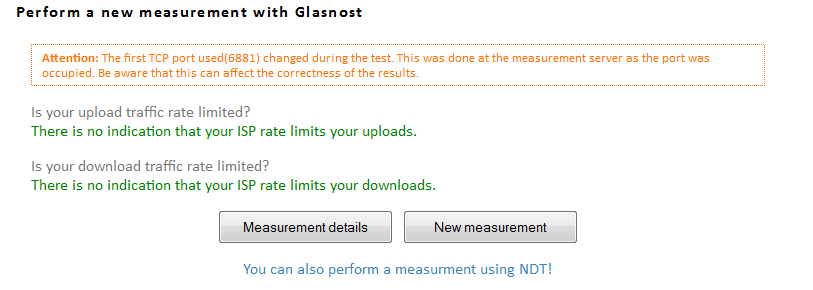 Perform a new measurement with Glasnost
Attention: The first TCP port used(6881) changed during the test. This was done at the measurement server as the port was
occupied. Be aware that this can affect the correctness of the results.
Is your upload traffic rate limited?
There is no indication that your ISP rate limits your uploads.
Is your download traffic rate limited?
There is no indication that your ISP rate limits your downloads.
Measurement details
New measurement
You can also perform a measurment using NDT!